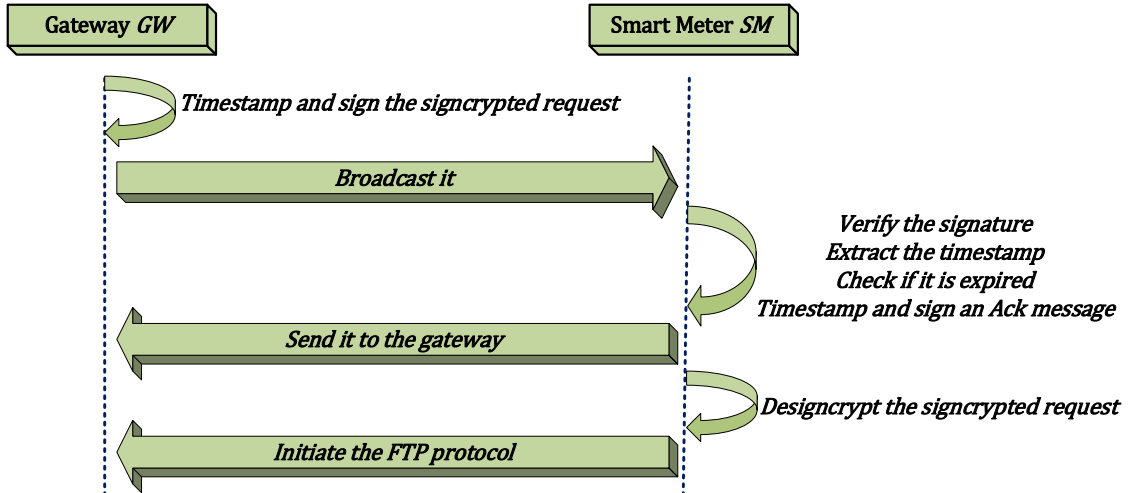 Gateway GW
Smart Meter SM
Timestamp and sign the signcrypted request
Broadcast it
Verify the signature
Extract the timestamp
Check if it is expired
Timestamp and sign an Ack message
Send it to the gateway
Designcrypt the signcrypted request
Initiate the FTP protocol